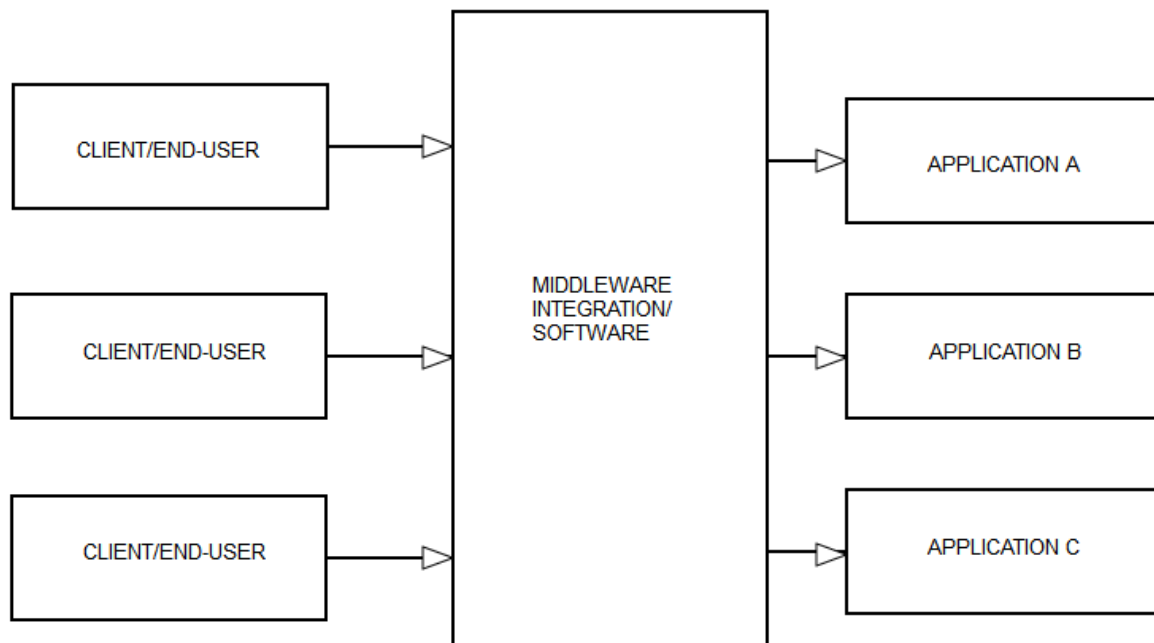 CLIENT/END-USER
APPLICATION A
MIDDLEWARE
INTEGRATION/
SOFTWARE
CLIENT/END-USER
APPLICATION B
CLIENT/END-USER
APPLICATION C